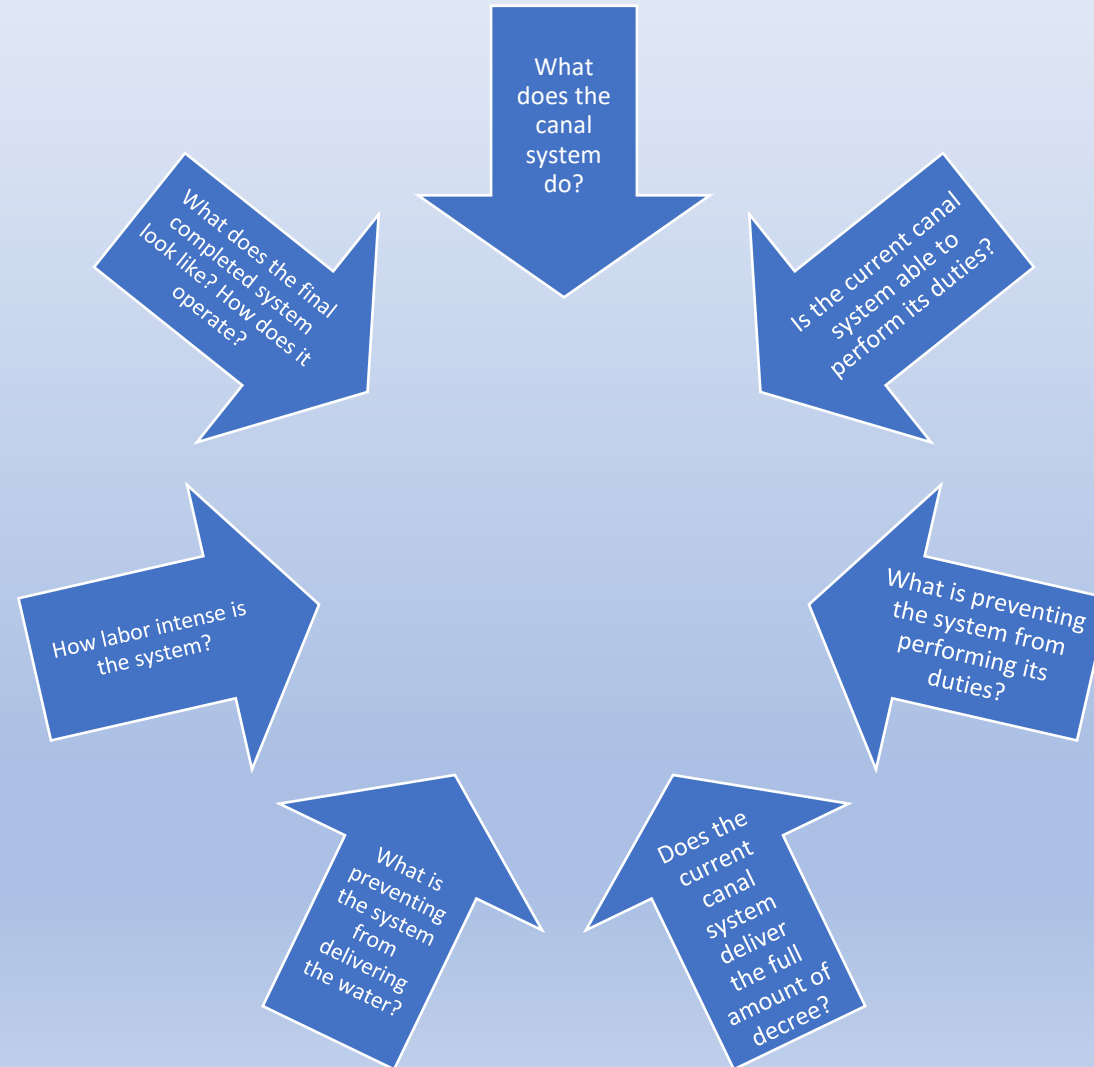 What
does the
canal
system
do?
Is the current canal
system able to
perform its duties?
What is preventing
the system from
performing its
duties?
Does the
current
canal
system
deliver
the full
amount of
decree?
What is
preventing
the system
from
delivering
the water?
How labor intense is
the system?
What does the final
completed system
look like? How does it
operate?